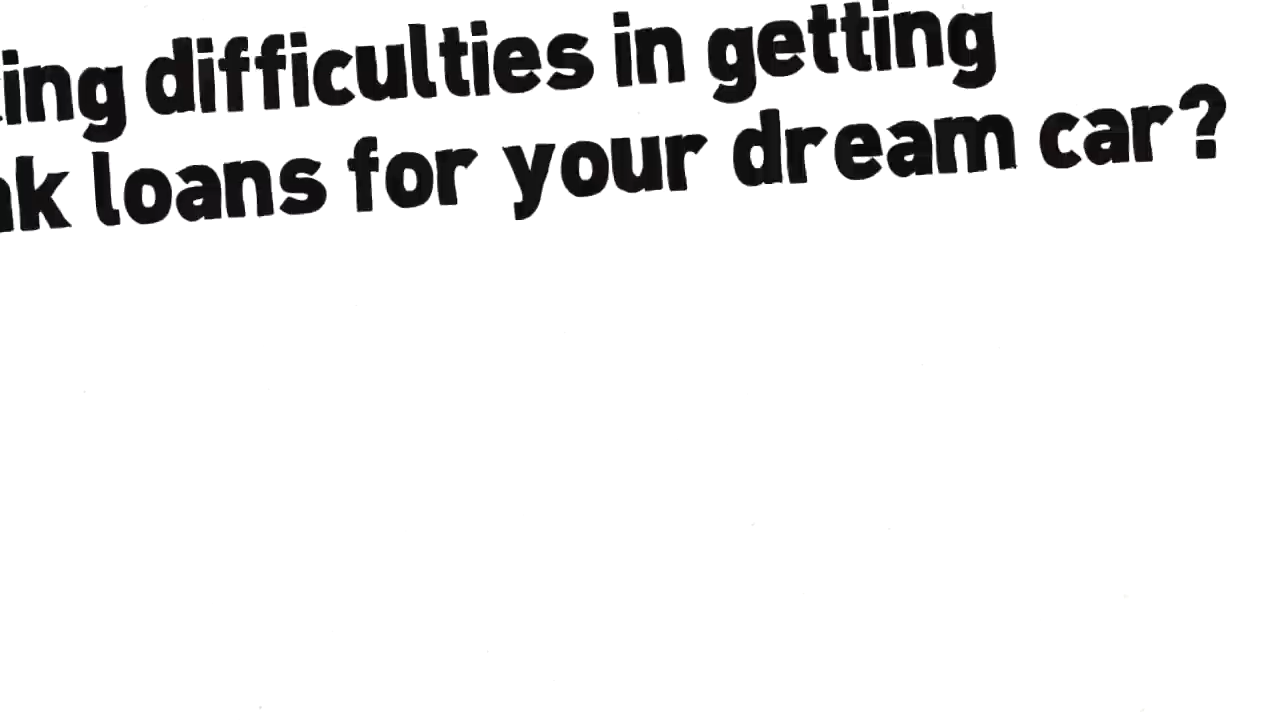 ing difficulties in getting
k loans for your dream car?